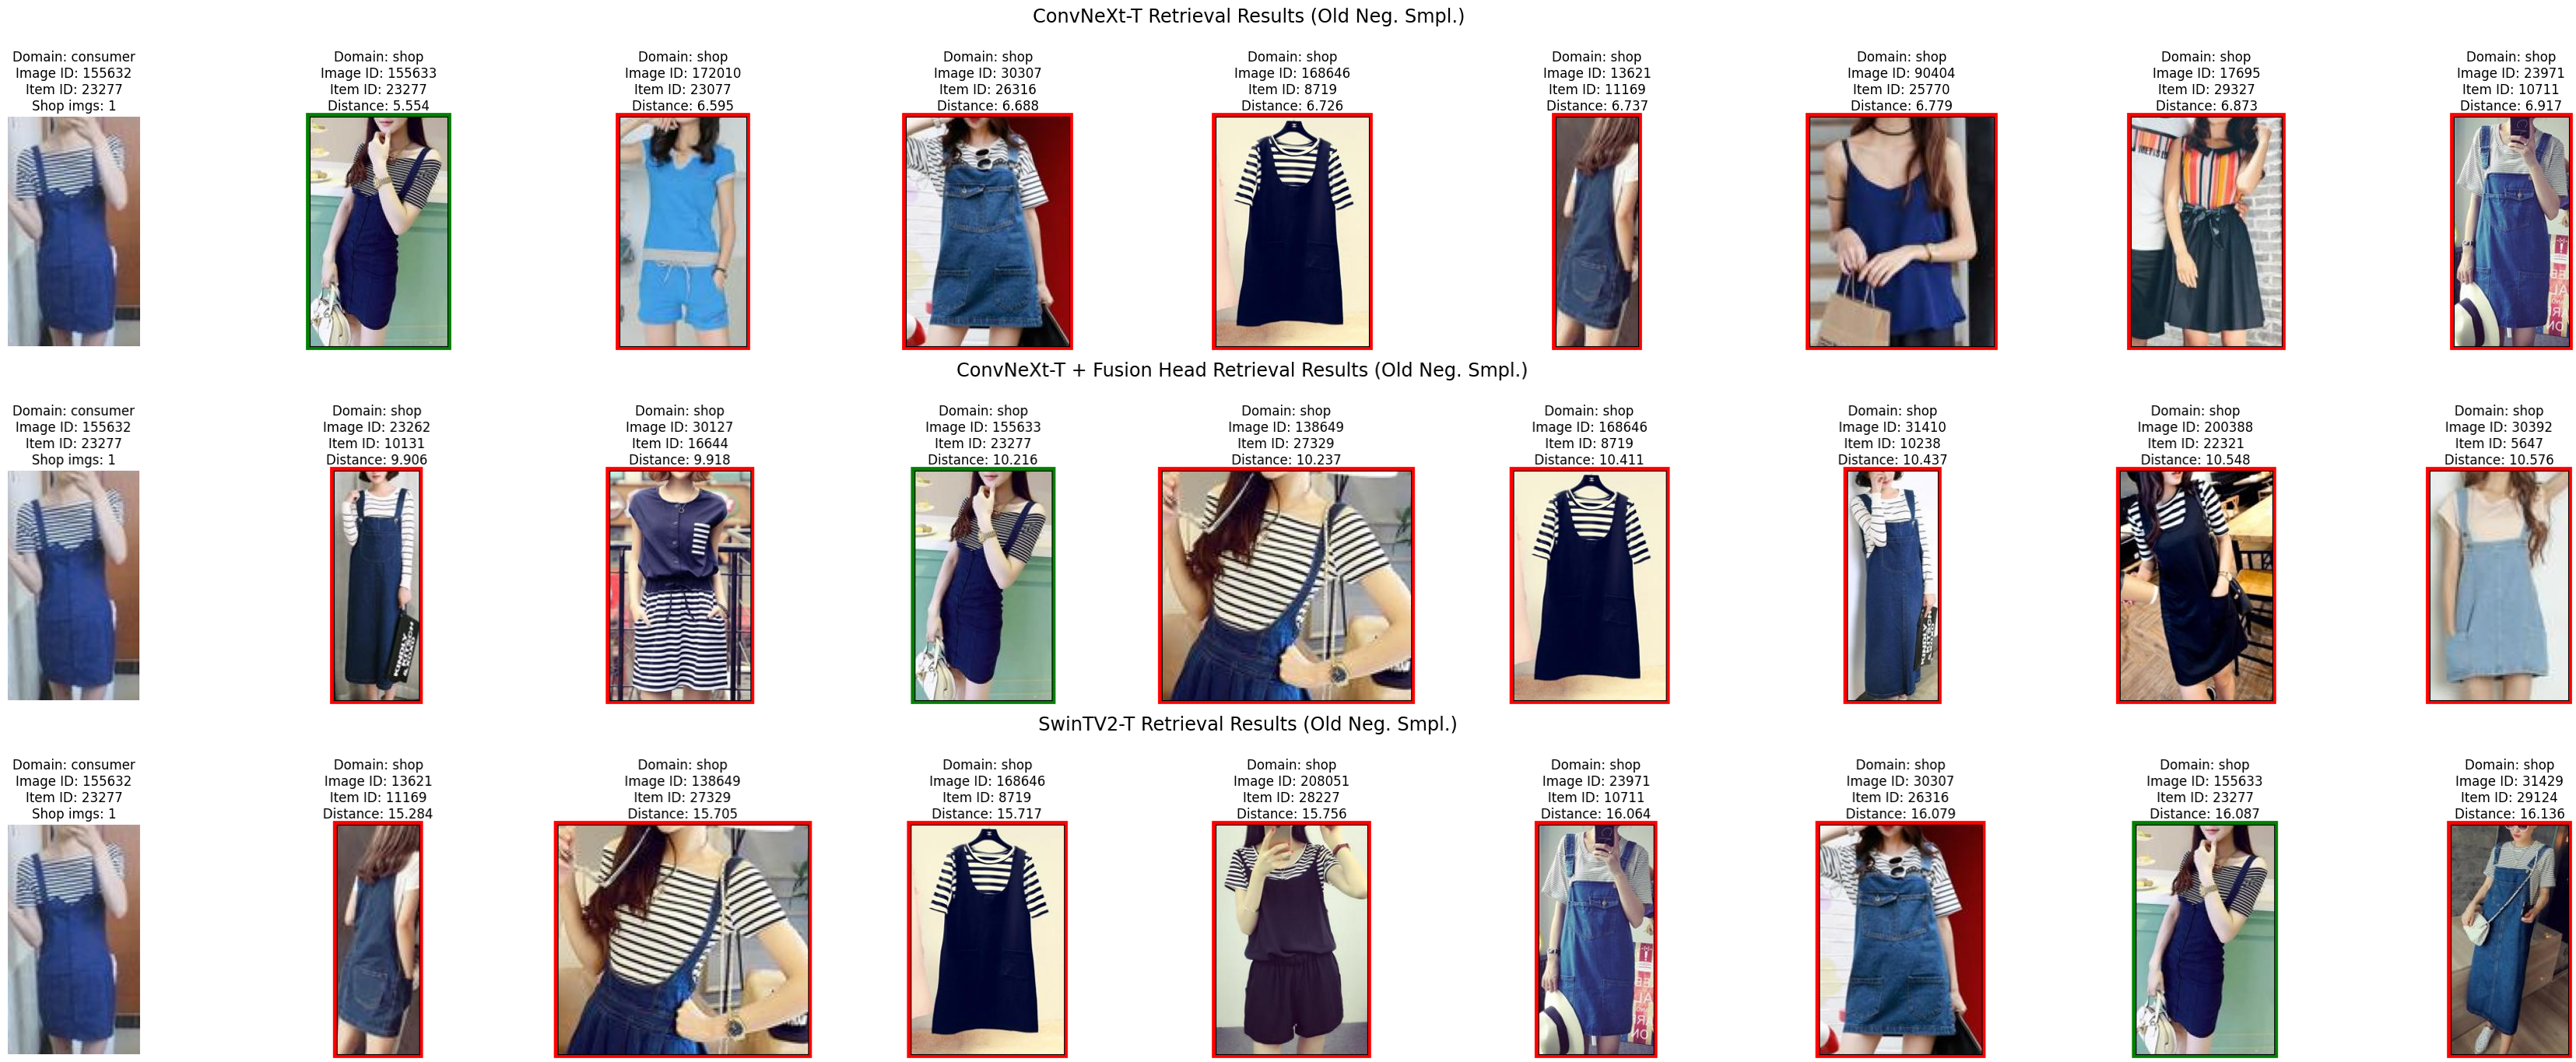 ConvNeXt-T Retrieval Results (Old Neg. Smpl.)
Domain: consumer
Image ID: 155632
Item ID: 23277
Shop imgs: 1
Domain: shop
Image ID: 155633
Item ID: 23277
Distance: 5.554
Domain: shop
Image ID: 172010
Item ID: 23077
Distance: 6.595
Domain: shop
Image ID: 30307
Item ID: 26316
Distance: 6.688
Domain: shop
Image ID: 168646
Item ID: 8719
Distance: 6.726
Domain: shop
Image ID: 13621
Item ID: 11169
Distance: 6.737
Domain: shop
Image ID: 90404
Item ID: 25770
Distance: 6.779
Domain: shop
Image ID: 17695
Item ID: 29327
Distance: 6.873
Domain: shop
Image ID: 23971
Item ID: 10711
Distance: 6.917
ConvNeXt-T + Fusion Head Retrieval Results (Old Neg. Smpl.)
Domain: consumer
Image ID: 155632
Item ID: 23277
Shop imgs: 1
Domain: shop
Image ID: 23262
Item ID: 10131
Distance: 9.906
Domain: shop
Image ID: 30127
Item ID: 16644
Distance: 9.918
Domain: shop
Image ID: 155633
Item ID: 23277
Distance: 10.216
Domain: shop
Image ID: 138649
Item ID: 27329
Distance: 10.237
Domain: shop
Image ID: 168646
Item ID: 8719
Distance: 10.411
Domain: shop
Image ID: 31410
Item ID: 10238
Distance: 10.437
Domain: shop
Image ID: 200388
Item ID: 22321
Distance: 10.548
Domain: shop
Image ID: 30392
Item ID: 5647
Distance: 10.576
SwinTV2-T Retrieval Results (Old Neg. Smpl.)
Domain: consumer
Image ID: 155632
Item ID: 23277
Shop imgs: 1
Domain: shop
Image ID: 13621
Item ID: 11169
Distance: 15.284
Domain: shop
Image ID: 138649
Item ID: 27329
Distance: 15.705
Domain: shop
Image ID: 168646
Item ID: 8719
Distance: 15.717
Domain: shop
Image ID: 208051
Item ID: 28227
Distance: 15.756
Domain: shop
Image ID: 23971
Item ID: 10711
Distance: 16.064
Domain: shop
Image ID: 30307
Item ID: 26316
Distance: 16.079
Domain: shop
Image ID: 155633
Item ID: 23277
Distance: 16.087
Domain: shop
Image ID: 31429
Item ID: 29124
Distance: 16.136